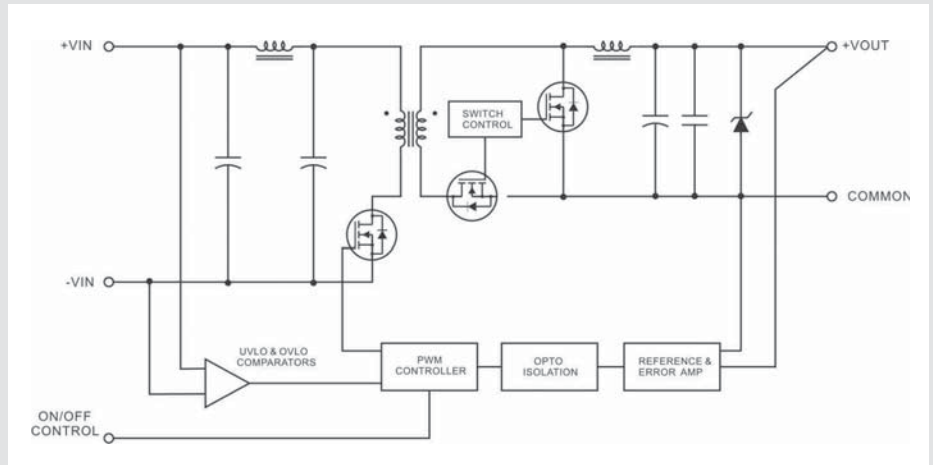 +VIN
+VOUT
SWITCH
CONTROL
COMMON
-VIN
UVLO & OVLO
COMPARATORS
PWM
CONTROLLER
OPTO
ISOLATION
REFERENCE &
ERROR AMP
ON/OFF
CONTROL